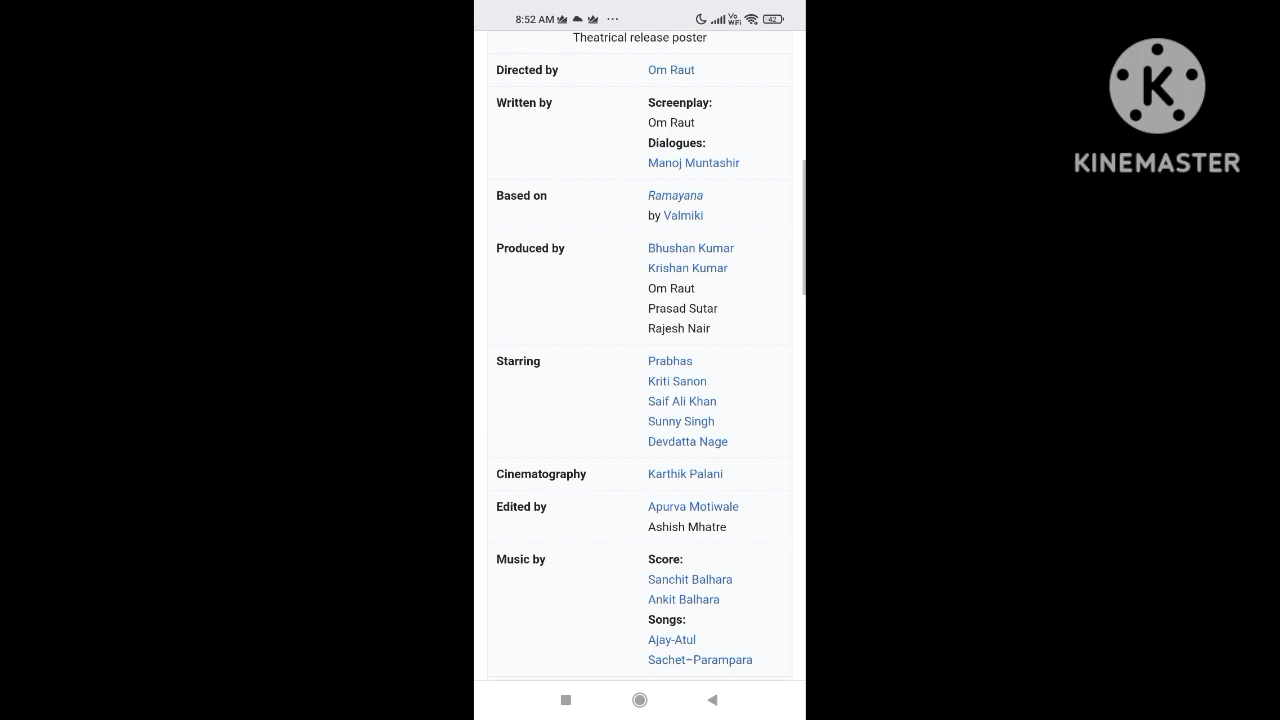 8:52 AM
Vo
WiFi
42
Theatrical release poster
Directed by Om Raut
Written by Screenplay:
Om Raut
Dialogues:
Manoj Muntashir
Based on Ramayana
by Valmiki
Produced by Bhushan Kumar
Krishan Kumar
Om Raut
Prasad Sutar
Rajesh Nair
Starring Prabhas
Kriti Sanon
Saif Ali Khan
Sunny Singh
Devdatta Nage
Cinematography Karthik Palani
Edited by Apurva Motiwale
Ashish Mhatre
Music by Score:
Sanchit Balhara
Ankit Balhara
Songs:
Ajay-Atul
Sachet–Parampara
K
KINEMASTER